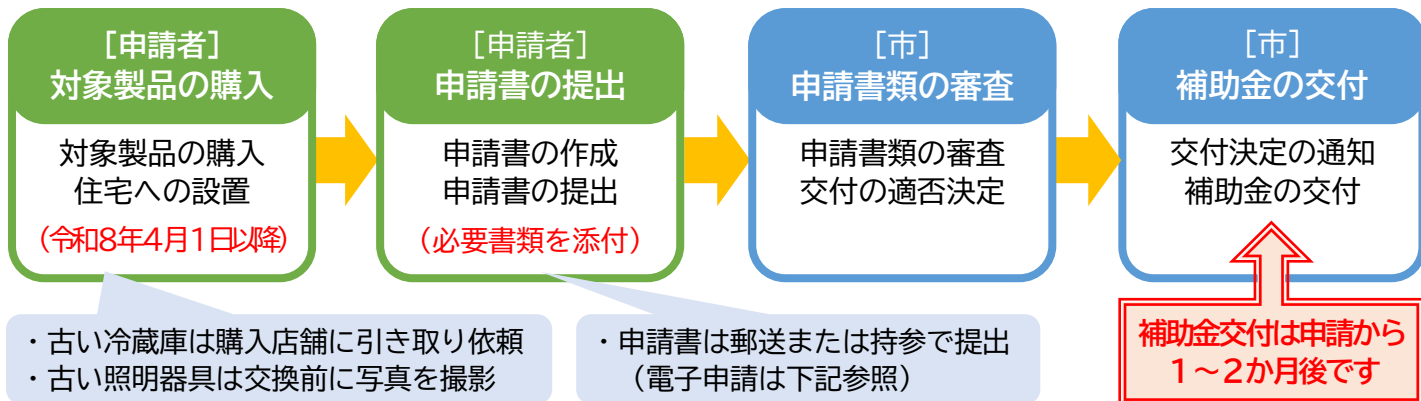 ［申請者］
対象製品の購入
対象製品の購入
住宅への設置
（令和8年4月1日以降）
・古い冷蔵庫は購入店舗に引き取り依頼
・古い照明器具は交換前に写真を撮影
［申請者］
申請書の提出
申請書の作成
申請書の提出
（必要書類を添付）
・申請書は郵送または持参で提出
（電子申請は下記参照）
［市］
申請書類の審査
申請書類の審査
交付の適否決定
［市］
補助金の交付
交付決定の通知
補助金の交付
補助金交付は申請から
１～２か月後です